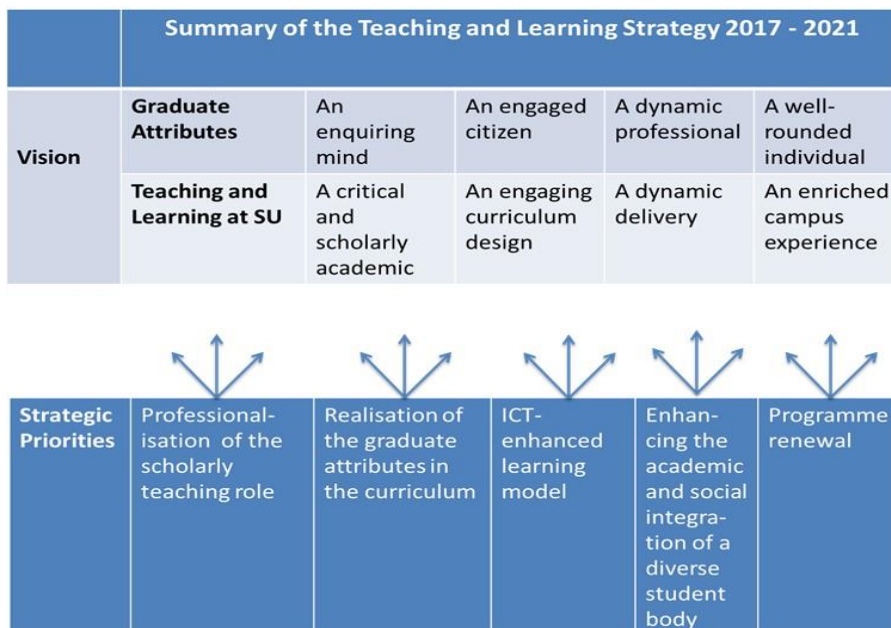 Summary of the Teaching and Learning Strategy 2017 - 2021
Vision
Graduate
Attributes
An
enquiring
mind
An engaged
citizen
A dynamic
professional
A well-
rounded
individual
Teaching and
Learning at SU
A critical
and
scholarly
academic
An engaging
curriculum
design
A dynamic
delivery
An enriched
campus
experience
Strategic
Priorities
Professional-
isation of the
scholarly
teaching role
Realisation of
the graduate
attributes in
the curriculum
ICT-
enhanced
learning
model
Enhan-
cing the
academic
and social
integra-
tion of a
diverse
student
body
Programme
renewal